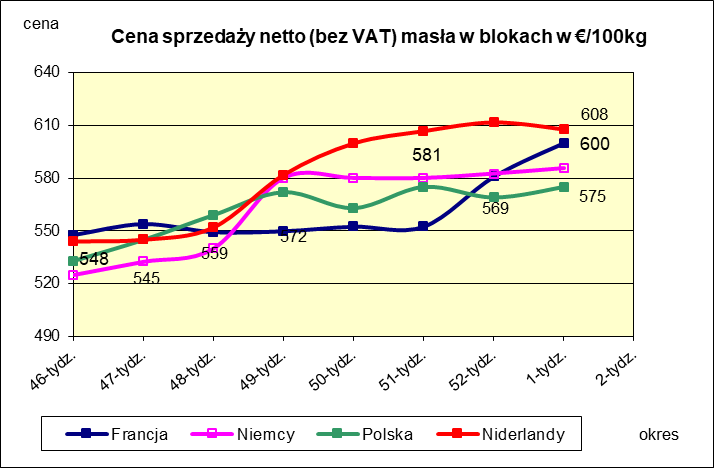 cena
Cena sprzedaży netto (bez VAT) masła w blokach w €/100kg
640
610
580
550
520
490
608
600
581
575
569
572
559
548
545
46-tydz.
47-tydz.
48-tydz.
49-tydz.
50-tydz.
51-tydz.
52-tydz.
1-tydz.
2-tydz.
Francja Niemcy Polska Niderlandy
okres